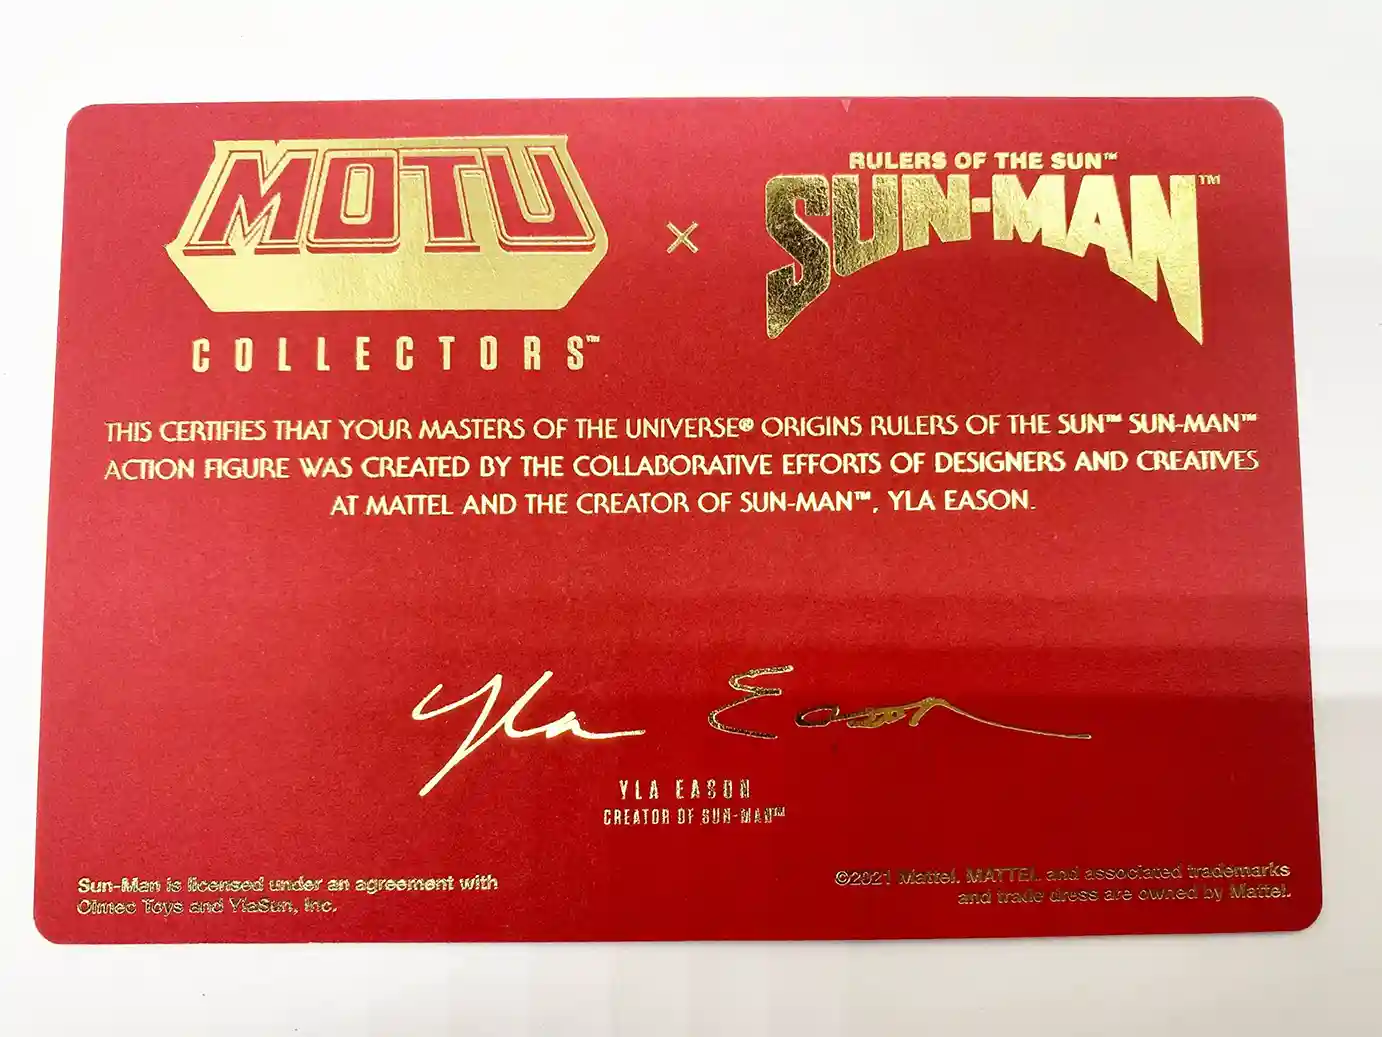 MOTU
COLLECTORS™
×
RULERS OF THE SUN™
SUN-MAN™
THIS CERTIFIES THAT YOUR MASTERS OF THE UNIVERSE® ORIGINS RULERS OF THE SUN™ SUN-MAN™
ACTION FIGURE WAS CREATED BY THE COLLABORATIVE EFFORTS OF DESIGNERS AND CREATIVES
AT MATTEL AND THE CREATOR OF SUN-MAN™, YLA EASON.
Yla Eason
YLA EASON
CREATOR OF SUN-MAN™
Sun-Man is licensed under an agreement with
Olmec Toys and YlaSun, Inc.
©2021 Mattel. MATTEL and associated trademarks
and trade dress are owned by Mattel.